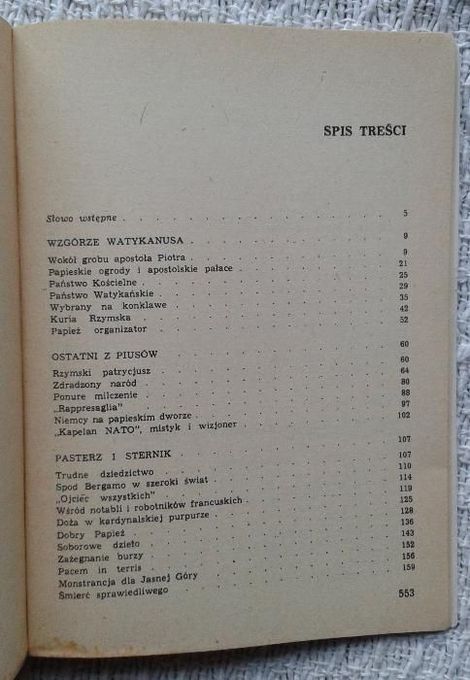 SPIS TREŚCI
Słowo wstępne . . . . . . . . . . 5
WZGÓRZE WATYKANUSA . . . . . . . . 9
Wokół grobu apostoła Piotra . . . . . . . 9
Papieskie ogrody i apostolskie pałace . . . . . . 21
Państwo Kościelne . . . . . . . . 25
Państwo Watykańskie . . . . . . . . 29
Wybrany na konklawe . . . . . . . . 35
Kuria Rzymska . . . . . . . . 42
Papież organizator . . . . . . . . 52
OSTATNI Z PIUSÓW . . . . . . . . 60
Rzymski patrycjusz . . . . . . . . 60
Zdradzony naród . . . . . . . . 64
Ponure milczenie . . . . . . . . 80
„Rappresaglia” . . . . . . . . 88
Niemcy na papieskim dworze . . . . . . . 97
„Kapelan NATO”, mistyk i wizjoner . . . . . . 102
PASTERZ I STERNIK . . . . . . . . 107
Trudne dziedzictwo . . . . . . . . 107
Spod Bergamo w szeroki świat . . . . . . . 110
„Ojciec wszystkich” . . . . . . . . 114
Wśród notabli i robotników francuskich . . . . . . 119
Doża w kardynalskiej purpurze . . . . . . . 125
Dobry Papież . . . . . . . . 128
Soborowe dzieło . . . . . . . . 136
Zażegnanie burzy . . . . . . . . 143
Pacem in terris . . . . . . . . 152
Monstrancja dla Jasnej Góry . . . . . . . 156
Śmierć sprawiedliwego . . . . . . . . 159
553